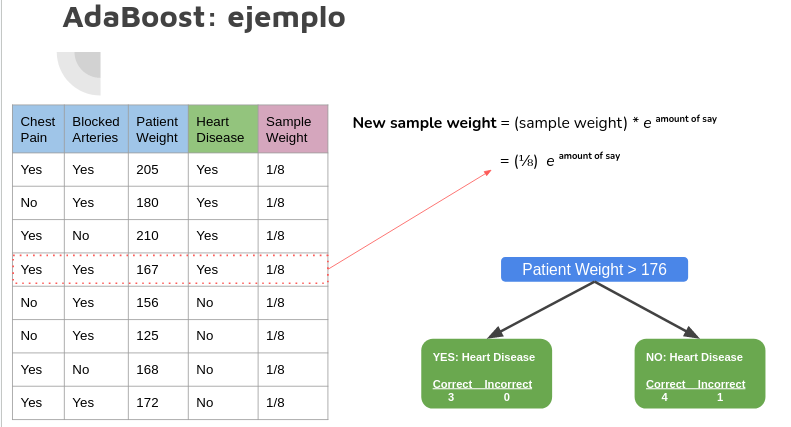 AdaBoost: ejemplo
Chest Pain Blocked Arteries Patient Weight Heart Disease Sample Weight
Yes Yes 205 Yes 1/8
No Yes 180 Yes 1/8
Yes No 210 Yes 1/8
Yes Yes 167 Yes 1/8
No Yes 156 No 1/8
No Yes 125 No 1/8
Yes No 168 No 1/8
Yes Yes 172 No 1/8
New sample weight = (sample weight) * e amount of say
= (⅛) e amount of say
Patient Weight > 176
YES: Heart Disease
Correct Incorrect
3 0
NO: Heart Disease
Correct Incorrect
4 1